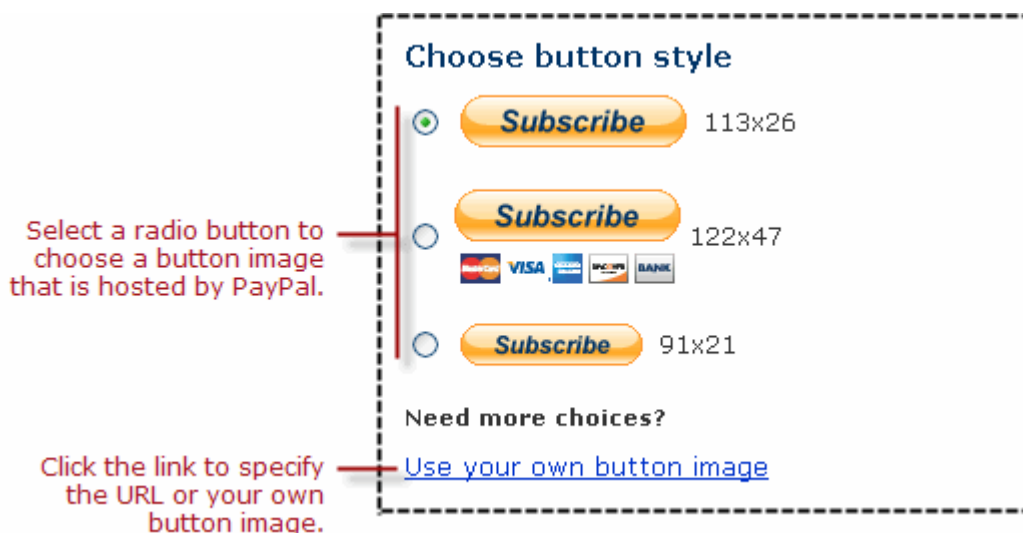 Choose button style
Subscribe 113x26
Subscribe
122x47
MasterCard VISA DISCOVER BANK
Select a radio button to
choose a button image
that is hosted by PayPal.
Subscribe 91x21
Need more choices?
Use your own button image
Click the link to specify
the URL or your own
button image.